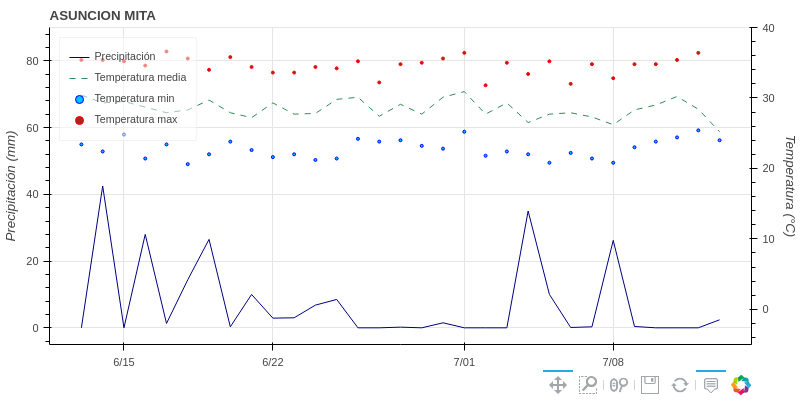 ASUNCION MITA
Precipitación
Temperatura media
Temperatura min
Temperatura max
Precipitación (mm)
80
60
40
20
0
Temperatura (°C)
40
30
20
10
0
6/15
6/22
7/01
7/08